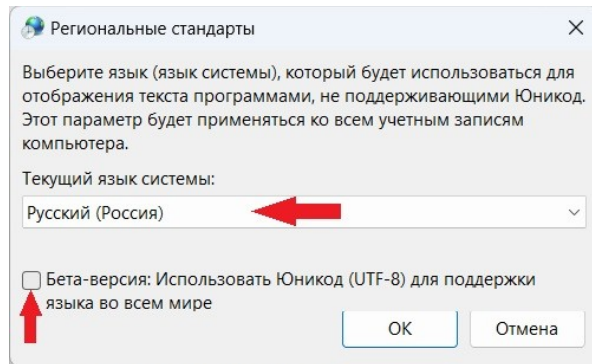 Региональные стандарты
Выберите язык (язык системы), который будет использоваться для
отображения текста программами, не поддерживающими Юникод.
Этот параметр будет применяться ко всем учетным записям
компьютера.
Текущий язык системы:
Русский (Россия)
Бета-версия: Использовать Юникод (UTF-8) для поддержки
языка во всем мире
ОК
Отмена